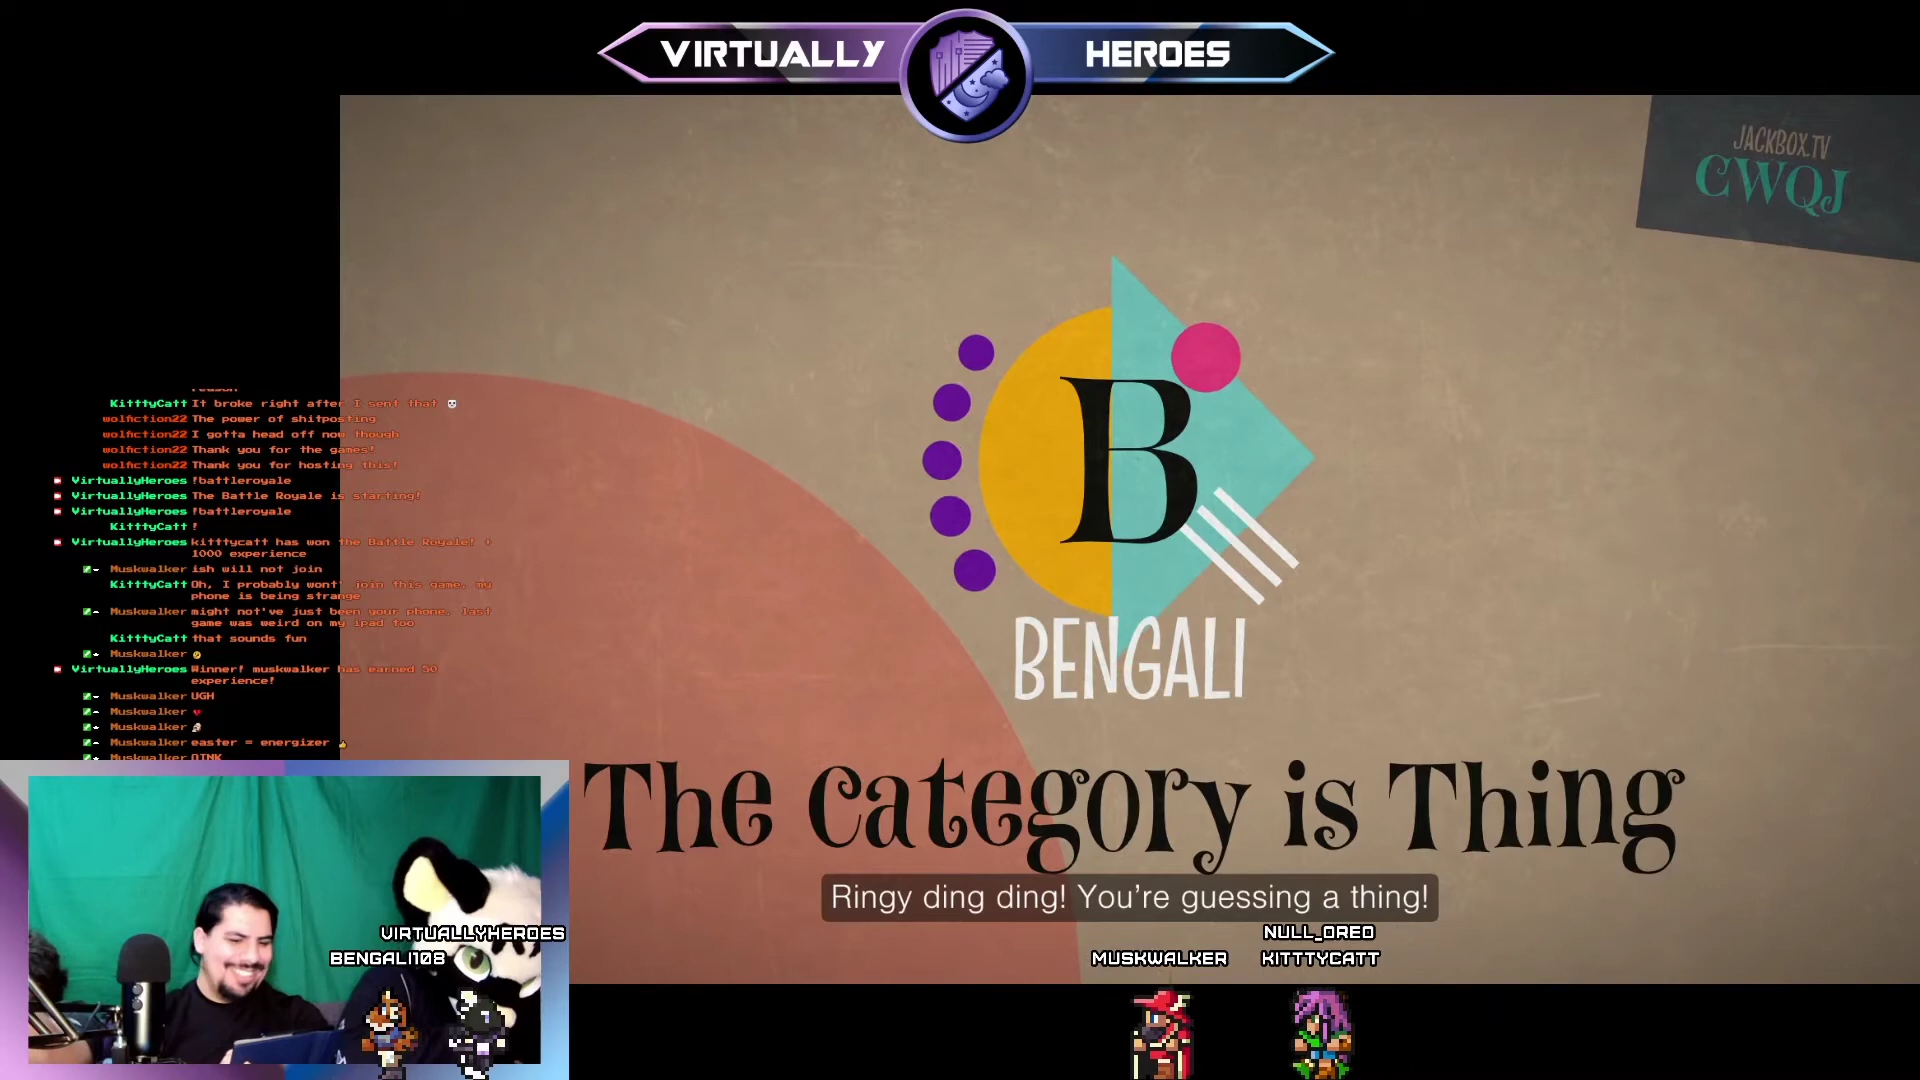 VIRTUALLY HEROES
JACKBOX.TV
CWQJ
KitttyCatt It broke right after I sent that
wolfiction22 The power of shitposting
wolfiction22 I gotta head off now though
wolfiction22 Thank you for the games!
wolfiction22 Thank you for hosting this!
VirtuallyHeroes !battleroyale
VirtuallyHeroes The Battle Royale is starting!
VirtuallyHeroes !battleroyale
KitttyCatt !
VirtuallyHeroes kitttycatt has won the Battle Royale! +
1000 experience
Muskwalker ish will not join
KitttyCatt Oh, I probably wont' join this game, my
phone is being strange
Muskwalker might not've just been your phone, last
game was weird on my ipad too
KitttyCatt that sounds fun
Muskwalker
VirtuallyHeroes Winner! muskwalker has earned 50
experience!
Muskwalker UGH
Muskwalker
Muskwalker
Muskwalker easter = energizer
Muskwalker OINK
B
BENGALI
The Category is Thing
Ringy ding ding! You're guessing a thing!
VIRTUALLYHEROES
BENGALI108
MUSKWALKER
NULL_OREO
KITTTYCATT